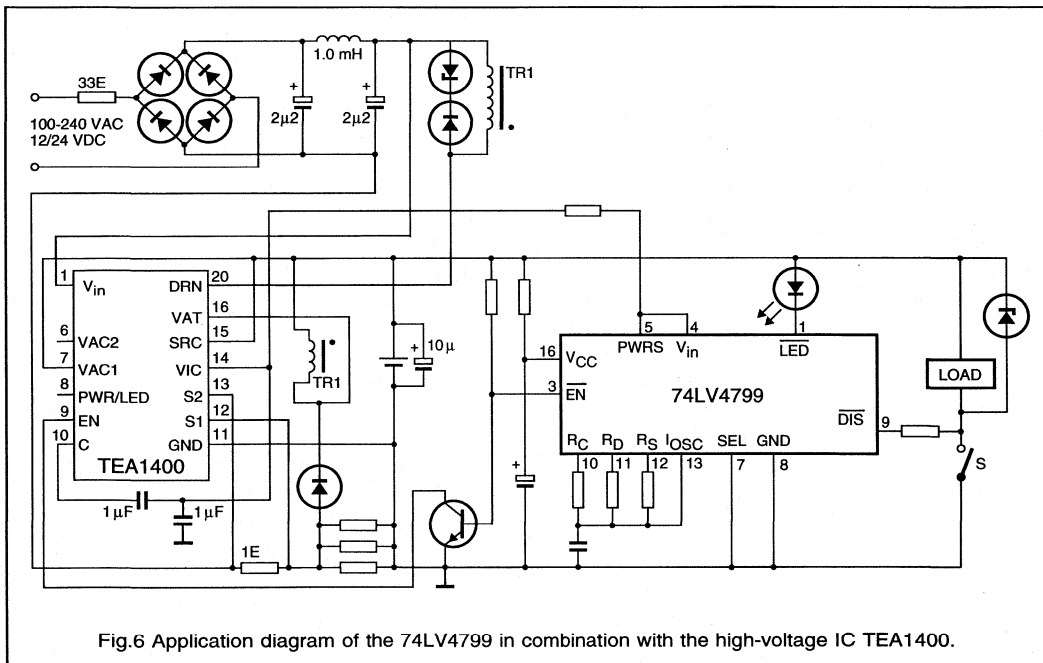 33E
100-240 VAC
12/24 VDC
+
2µ2
1.0 mH
+
2µ2
TR1
1
Vin
6
VAC2
7
VAC1
8
PWR/LED
9
EN
10
C
DRN
20
VAT
16
SRC
15
VIC
14
S2
13
S1
12
GND
11
TEA1400
1µF
1µF
1E
TR1
+
10µ
+
16
VCC
3
EN
5
PWRS
4
Vin
1
LED
74LV4799
DIS
9
RC
10
RD
11
RS
12
IOSC
13
SEL
7
GND
8
LOAD
S
Fig.6 Application diagram of the 74LV4799 in combination with the high-voltage IC TEA1400.